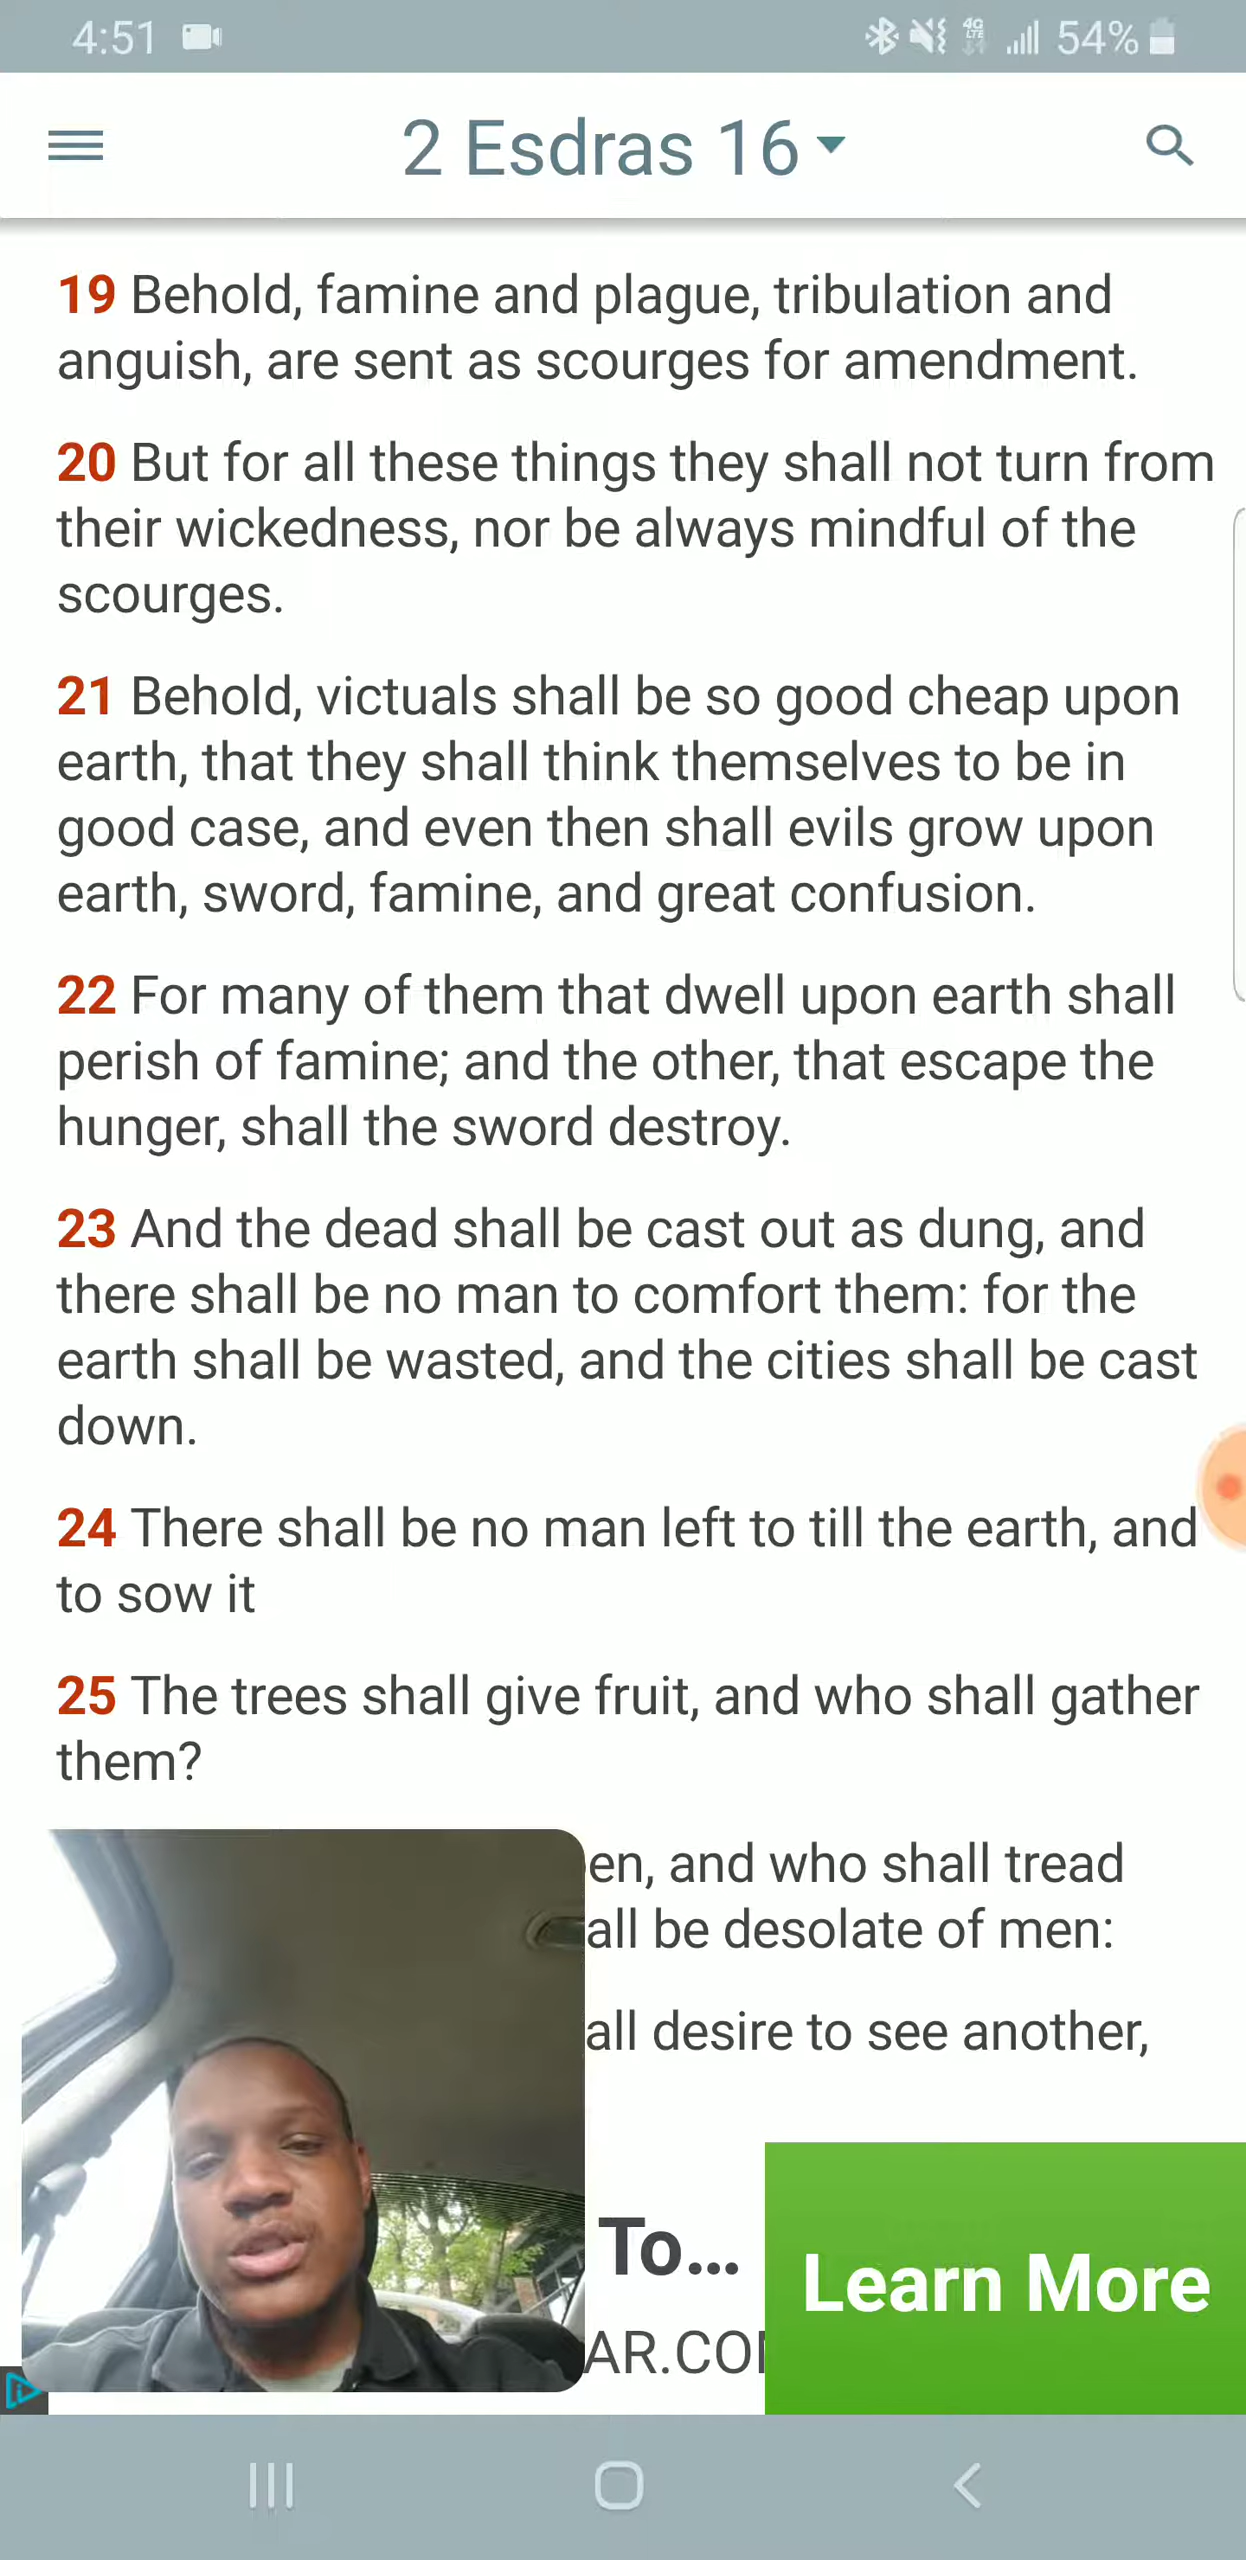 4:51
4G
LTE
54%
2 Esdras 16
19 Behold, famine and plague, tribulation and
anguish, are sent as scourges for amendment.
20 But for all these things they shall not turn from
their wickedness, nor be always mindful of the
scourges.
21 Behold, victuals shall be so good cheap upon
earth, that they shall think themselves to be in
good case, and even then shall evils grow upon
earth, sword, famine, and great confusion.
22 For many of them that dwell upon earth shall
perish of famine; and the other, that escape the
hunger, shall the sword destroy.
23 And the dead shall be cast out as dung, and
there shall be no man to comfort them: for the
earth shall be wasted, and the cities shall be cast
down.
24 There shall be no man left to till the earth, and
to sow it
25 The trees shall give fruit, and who shall gather
them?
en, and who shall tread
all be desolate of men:
all desire to see another,
To...
Learn More
AR.CO